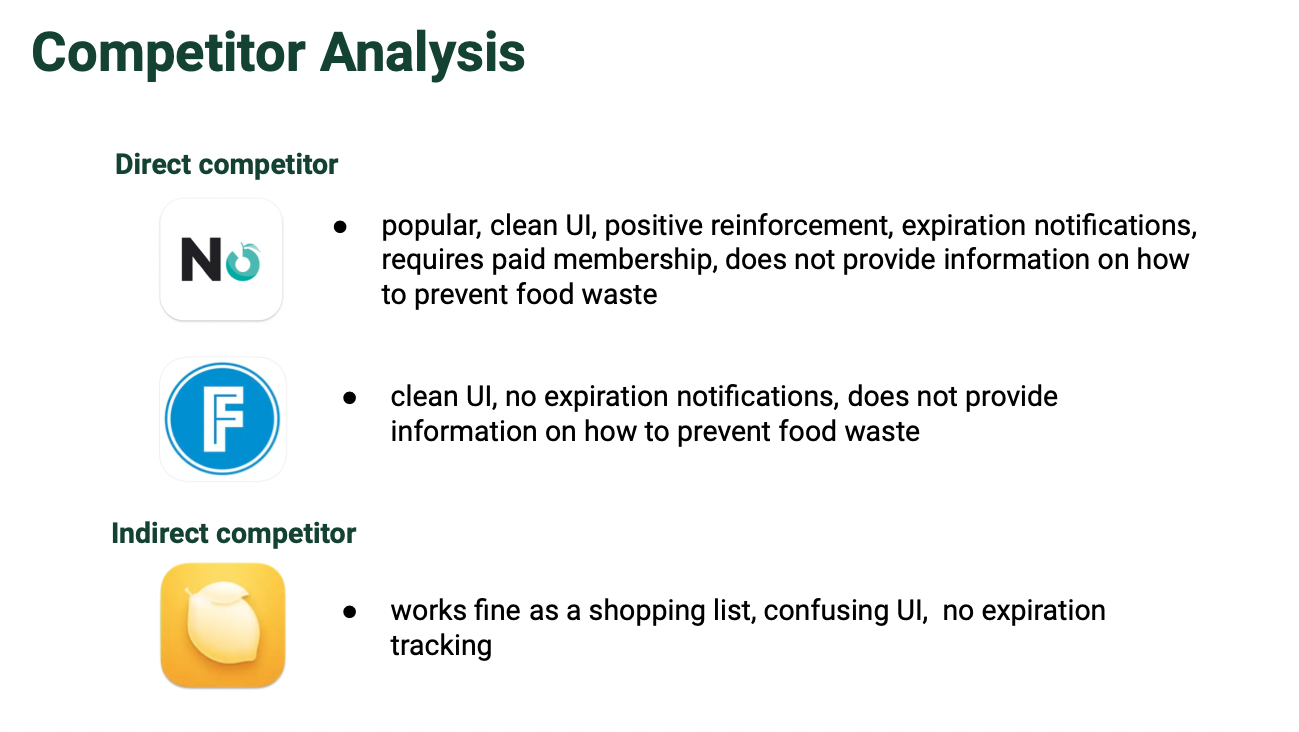 Competitor Analysis
Direct competitor
No
● popular, clean UI, positive reinforcement, expiration notifications,
requires paid membership, does not provide information on how
to prevent food waste
F
● clean UI, no expiration notifications, does not provide
information on how to prevent food waste
Indirect competitor
● works fine as a shopping list, confusing UI,  no expiration
tracking